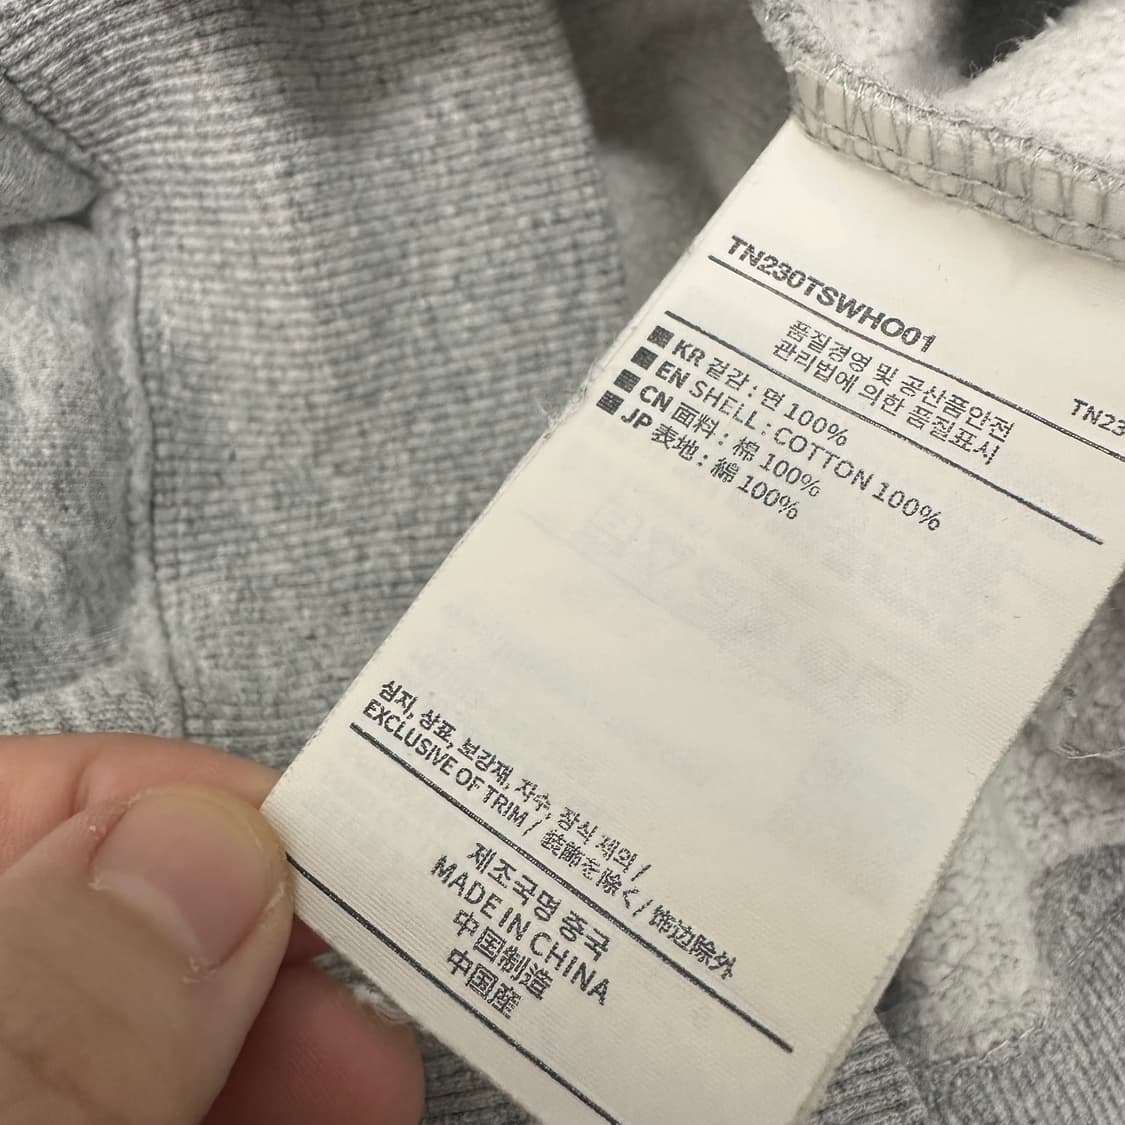 TN230TSWHO01
품질경영 및 공산품안전
관리법에 의한 품질표시
KR 겉감 : 면 100%
EN SHELL : COTTON 100%
CN 面料 : 棉 100%
JP 表地 : 綿 100%
TN23
심지, 상표, 보강재, 자수, 장식 제외 /
EXCLUSIVE OF TRIM / 装飾を除く / 饰边除外
제조국명 중국
MADE IN CHINA
中国制造
中国産